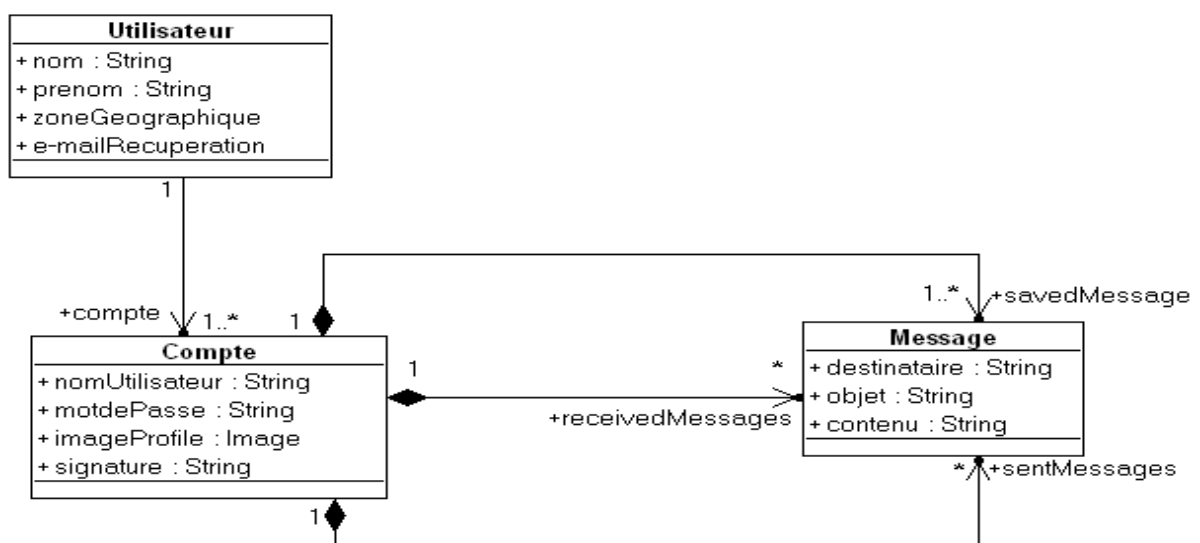 Utilisateur
+ nom : String
+ prenom : String
+ zoneGeographique
+ e-mailRecuperation
1
+compte
1..*
1
1..*
+savedMessage
Compte
+ nomUtilisateur : String
+ motdePasse : String
+ imageProfile : Image
+ signature : String
1
*
+receivedMessages
Message
+ destinataire : String
+ objet : String
+ contenu : String
*
+sentMessages
1